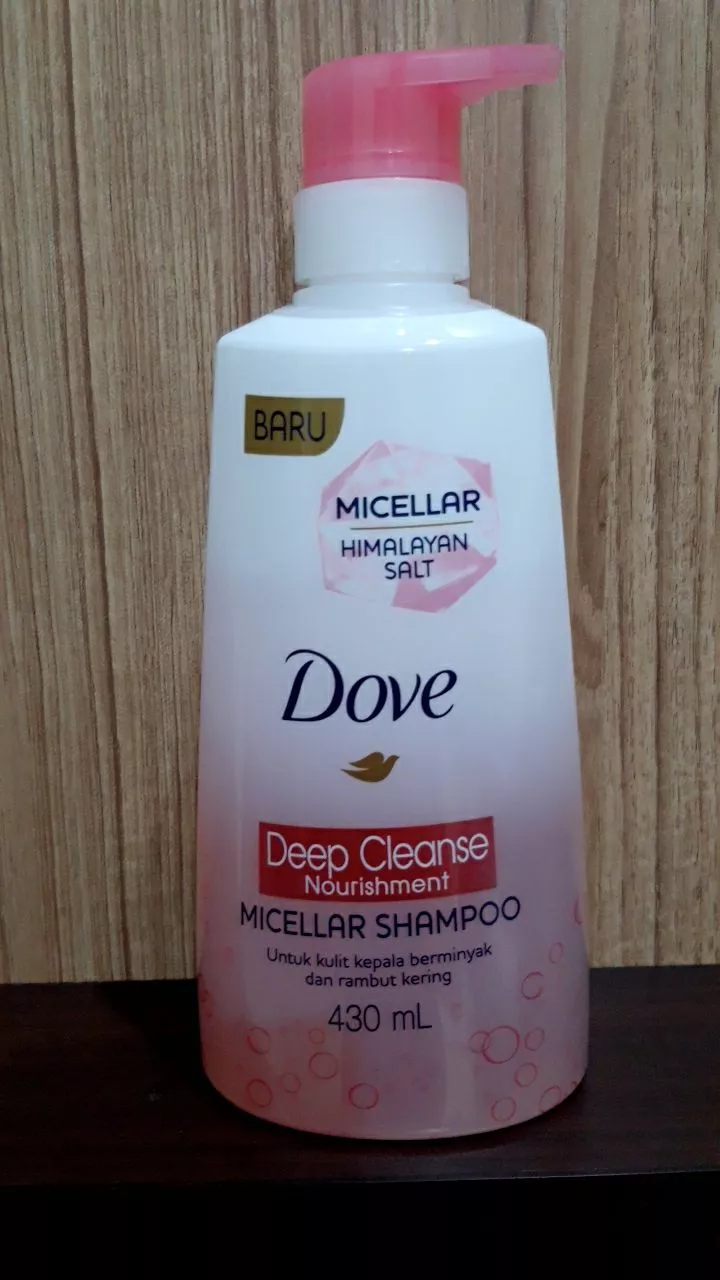 BARU
MICELLAR
HIMALAYAN
SALT
Dove
Deep Cleanse
Nourishment
MICELLAR SHAMPOO
Untuk kulit kepala berminyak
dan rambut kering
430 mL